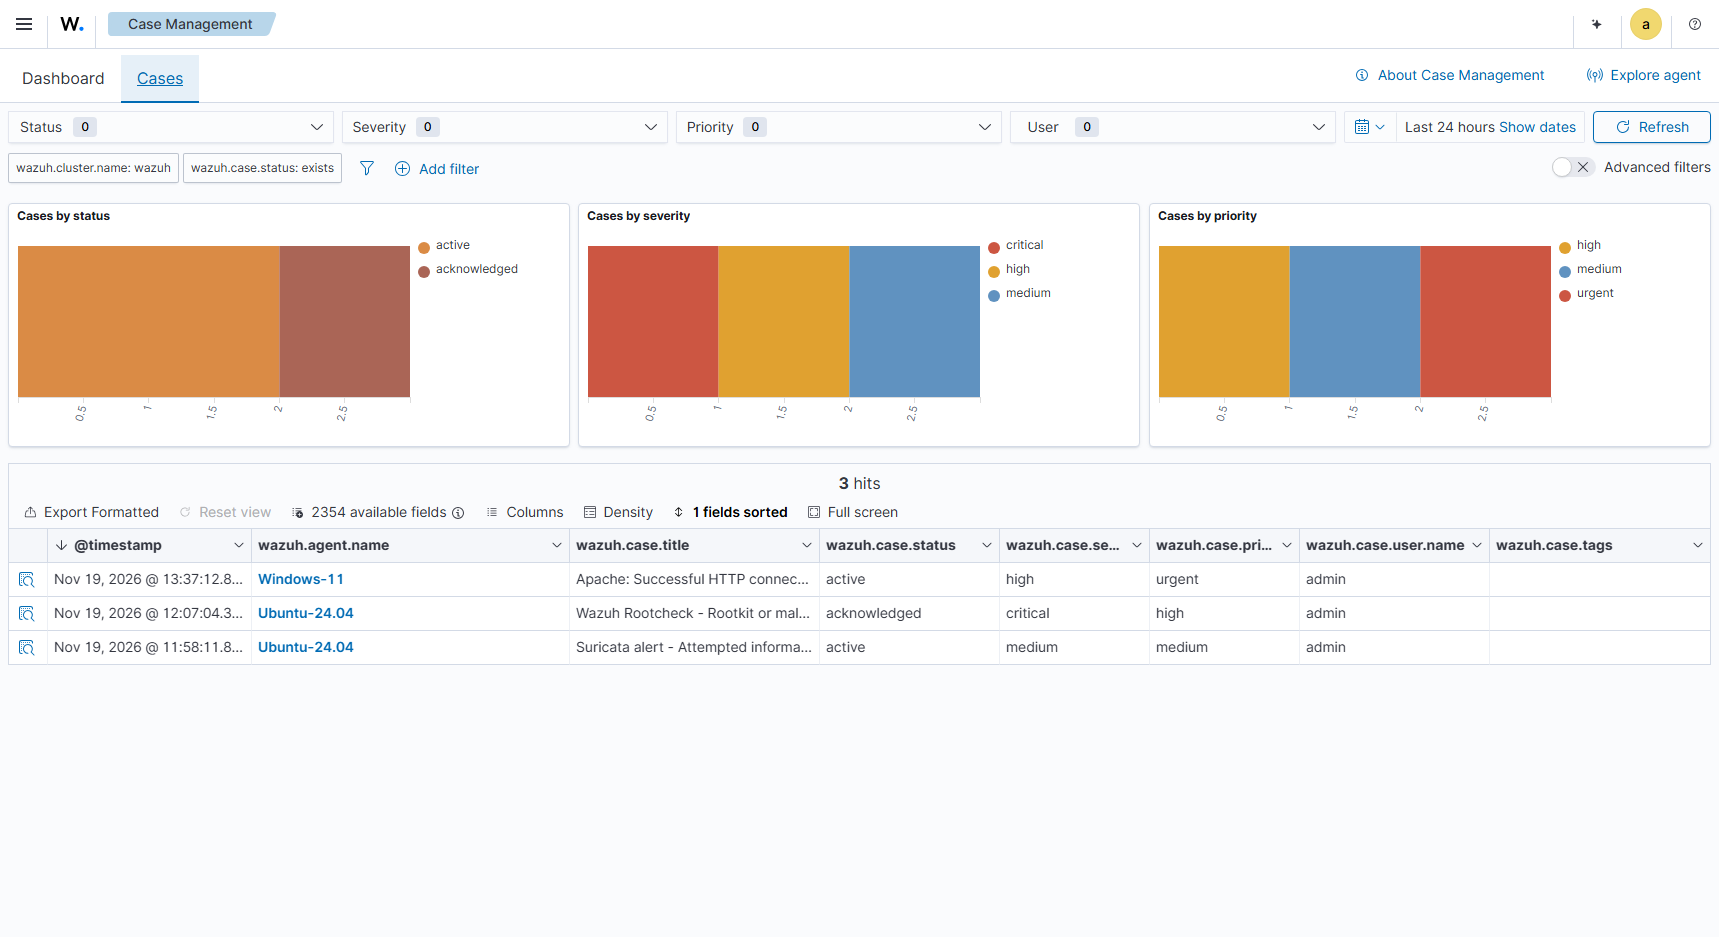 W.
Case Management
a
Dashboard
Cases
About Case Management
Explore agent
Status 0
Severity 0
Priority 0
User 0
Last 24 hours Show dates
Refresh
wazuh.cluster.name: wazuh
wazuh.case.status: exists
Add filter
Advanced filters
Cases by status
active
acknowledged
0.5 1 1.5 2 2.5
Cases by severity
critical
high
medium
0.5 1 1.5 2 2.5
Cases by priority
high
medium
urgent
0.5 1 1.5 2 2.5
3 hits
Export Formatted Reset view 2354 available fields Columns Density 1 fields sorted Full screen
@timestamp wazuh.agent.name wazuh.case.title wazuh.case.status wazuh.case.se... wazuh.case.pri... wazuh.case.user.name wazuh.case.tags
Nov 19, 2026 @ 13:37:12.8... Windows-11 Apache: Successful HTTP connec... active high urgent admin
Nov 19, 2026 @ 12:07:04.3... Ubuntu-24.04 Wazuh Rootcheck - Rootkit or mal... acknowledged critical high admin
Nov 19, 2026 @ 11:58:11.8... Ubuntu-24.04 Suricata alert - Attempted informa... active medium medium admin